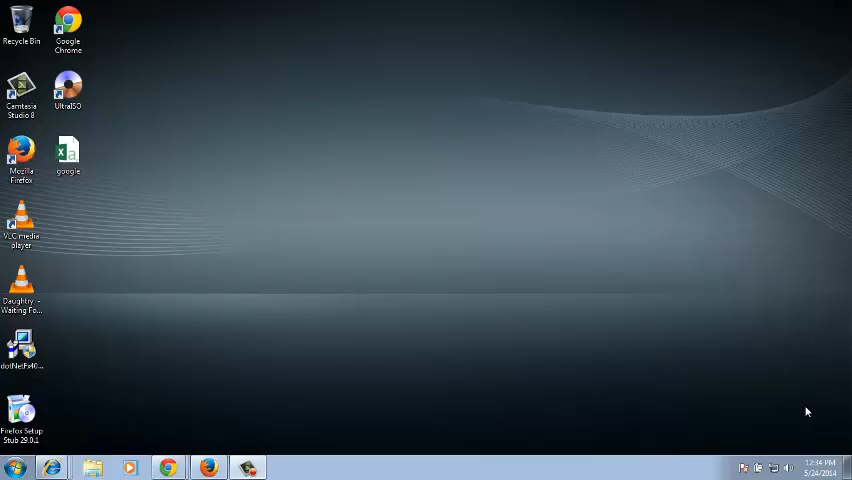 Recycle Bin
Google
Chrome
Camtasia
Studio 8
UltraISO
Mozilla
Firefox
google
VLC media
player
Daughtry -
Waiting Fo...
dotNetFx40...
Firefox Setup
Stub 29.0.1
12:34 PM
5/24/2014